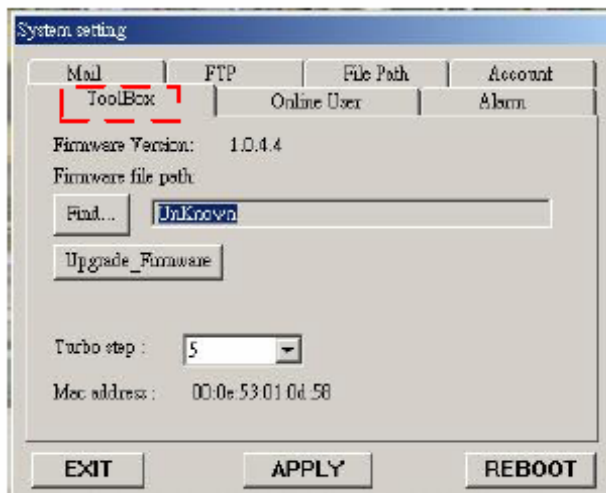 System setting
Mail FTP File Path Account
ToolBox Online User Alarm
Firmware Version: 1.0.4.4
Firmware file path:
Find... UnKnown
Upgrade_Firmware
Turbo step : 5
Mac address : 00:0e:53:01:0d:58
EXIT APPLY REBOOT